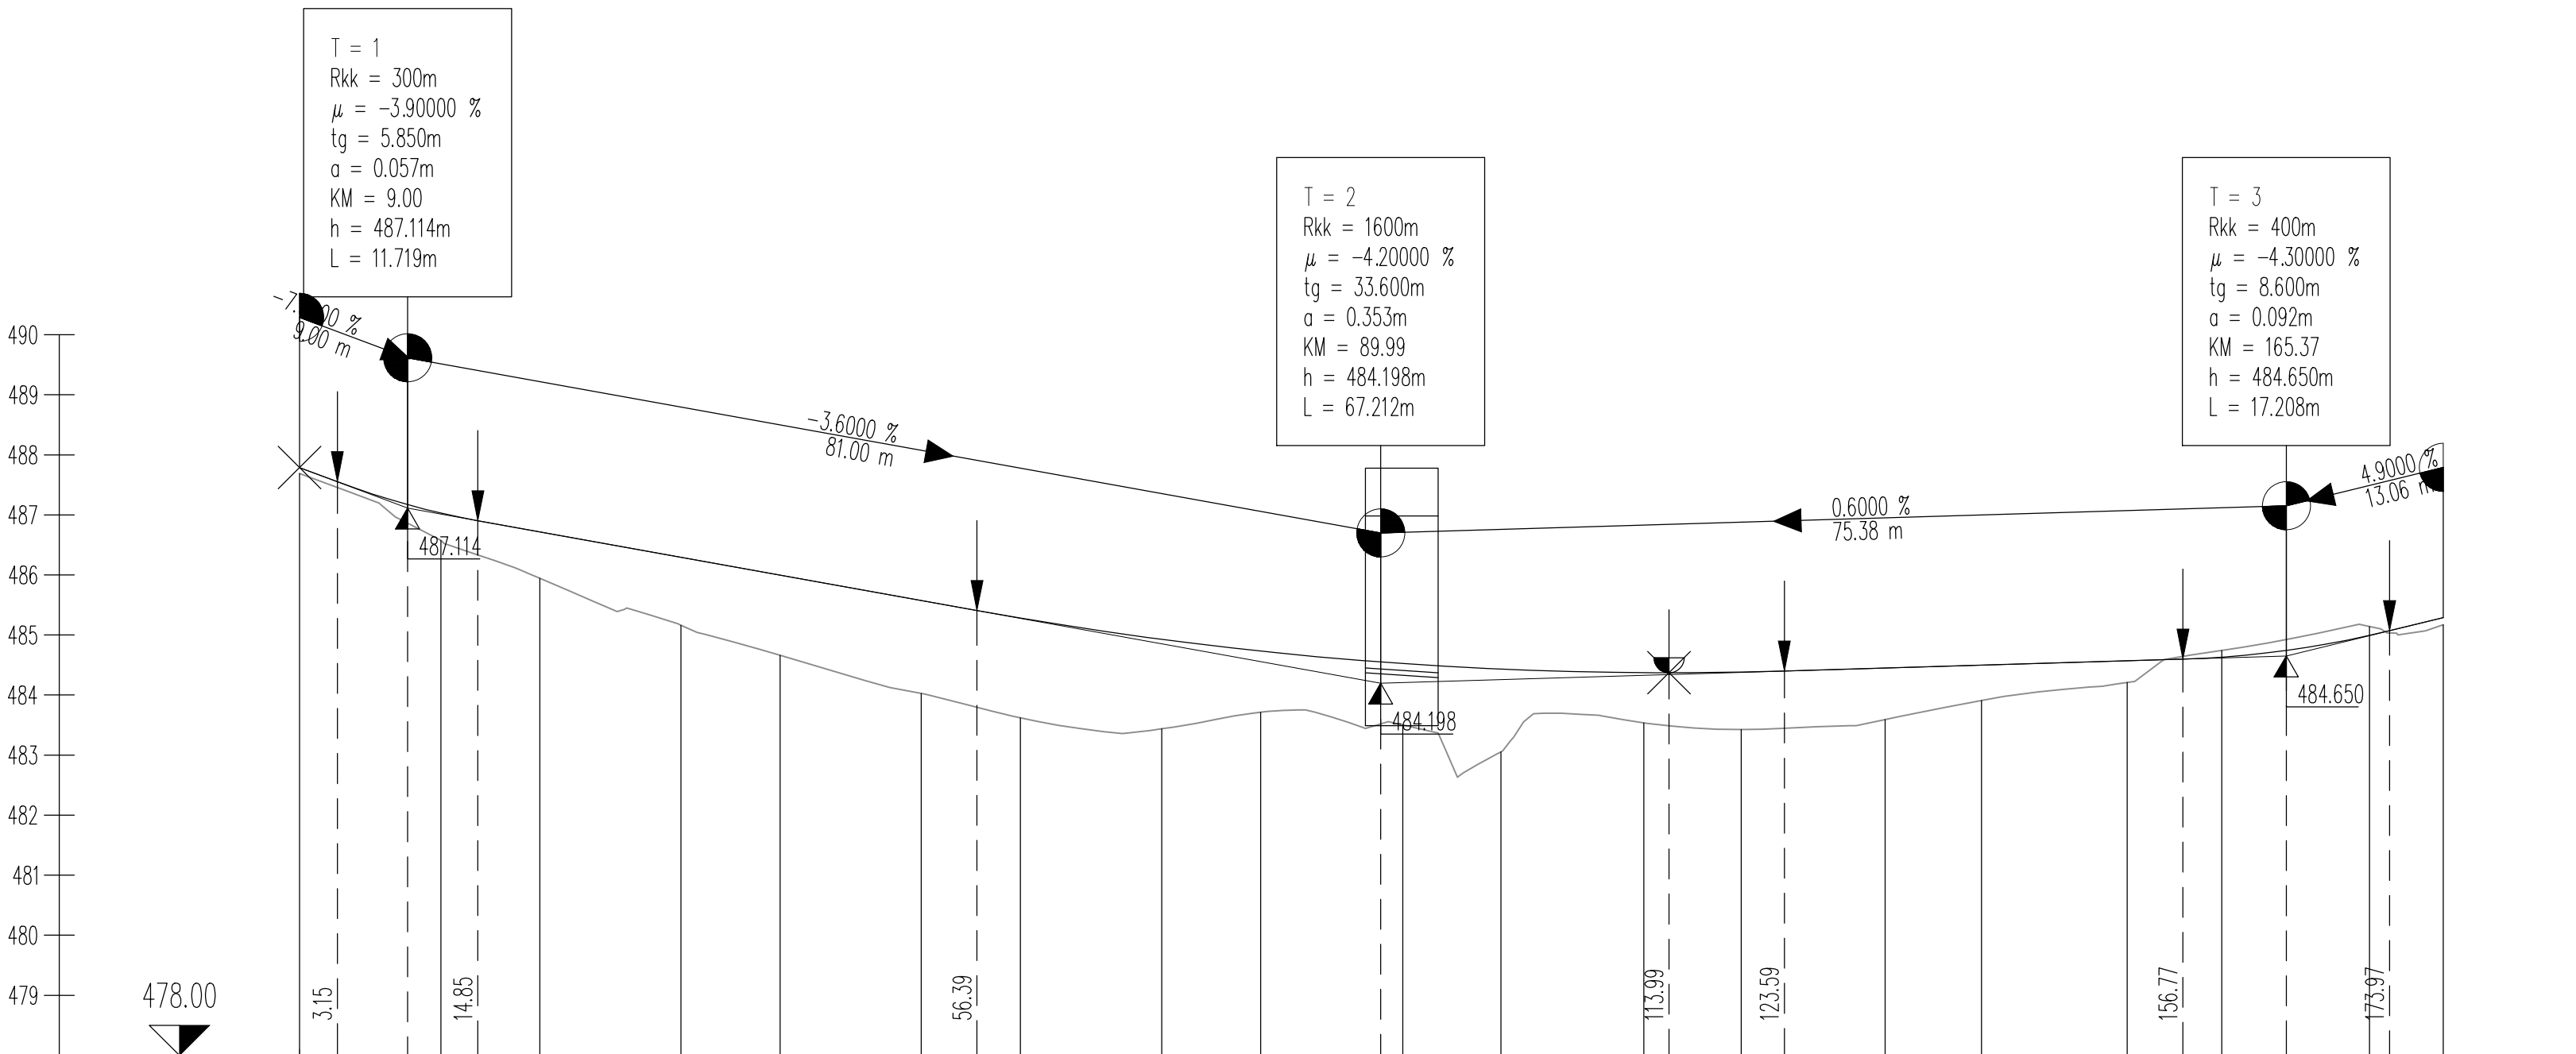 T = 1
Rkk = 300m
μ = -3.90000 %
tg = 5.850m
a = 0.057m
KM = 9.00
h = 487.114m
L = 11.719m
T = 2
Rkk = 1600m
μ = -4.20000 %
tg = 33.600m
a = 0.353m
KM = 89.99
h = 484.198m
L = 67.212m
T = 3
Rkk = 400m
μ = -4.30000 %
tg = 8.600m
a = 0.092m
KM = 165.37
h = 484.650m
L = 17.208m
9.00 m
-3.6000 %
81.00 m
0.6000 %
75.38 m
4.9000 %
13.06 m
490
489
488
487
486
485
484
483
482
481
480
479
487.114
484.198
484.650
478.00
3.15
14.85
56.39
113.99
123.59
156.77
173.97